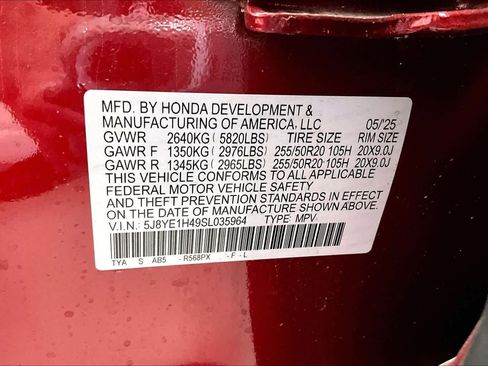 MFD. BY HONDA DEVELOPMENT &
MANUFACTURING OF AMERICA, LLC 05/'25
GVWR 2640KG (5820LBS) TIRE SIZE RIM SIZE
GAWR F 1350KG (2976LBS) 255/50R20 105H 20X9.0J
GAWR R 1345KG (2965LBS) 255/50R20 105H 20X9.0J
THIS VEHICLE CONFORMS TO ALL APPLICABLE
FEDERAL MOTOR VEHICLE SAFETY
AND THEFT PREVENTION STANDARDS IN EFFECT
ON THE DATE OF MANUFACTURE SHOWN ABOVE.
V.I.N.: 5J8YE1H49SL035964 TYPE: MPV
TYA S AB5 - R568PX - F - L